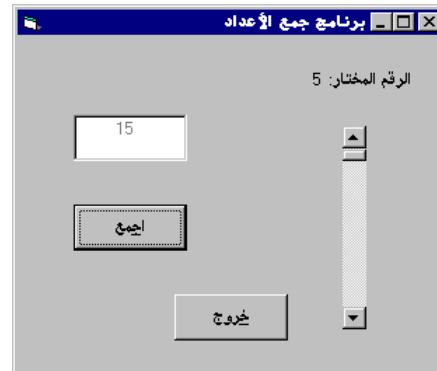 برنامج جمع الأعداد
الرقم المختار: 5
15
اجمع
خروج